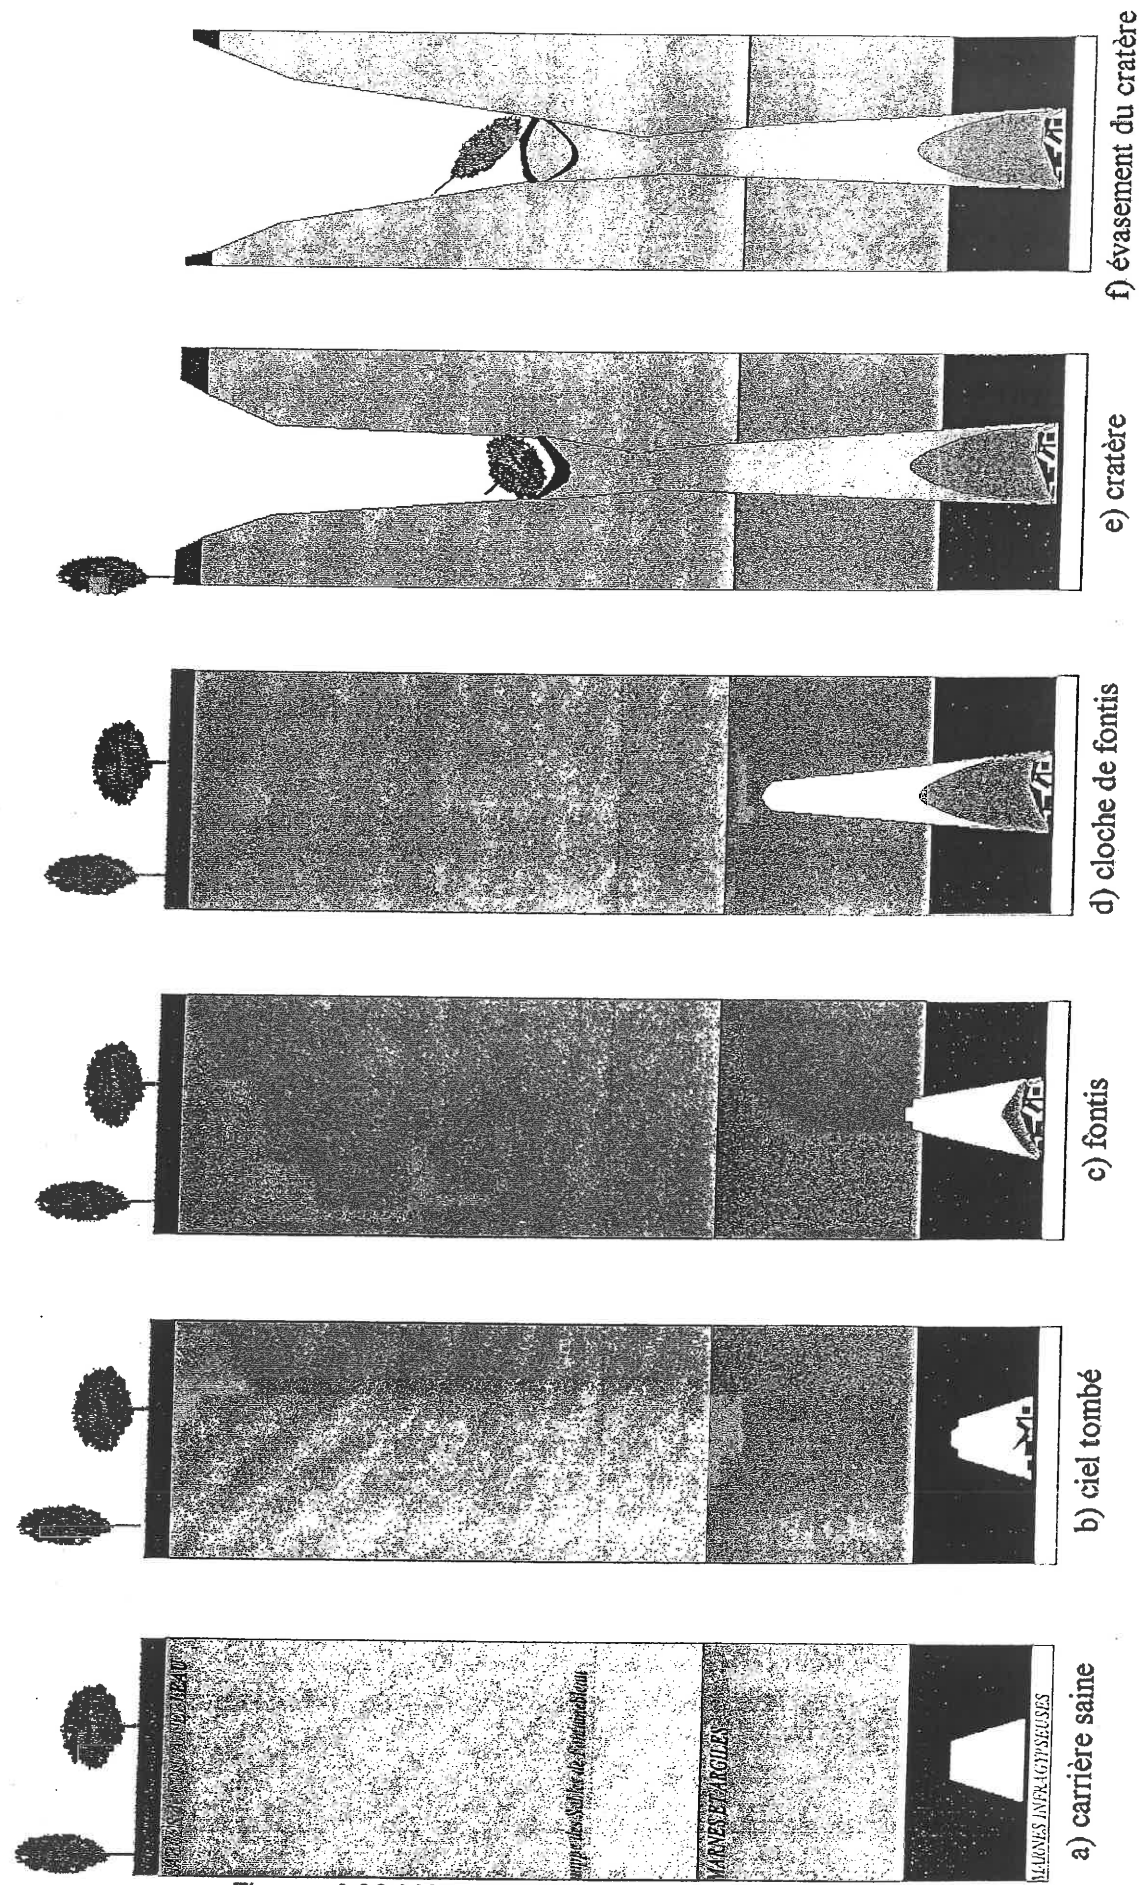 MARNES ET ARGILES
MARNES INFRAGYPSEUSES
a) carrière saine
b) ciel tombé
c) fontis
d) cloche de fontis
e) cratère
f) évasement du cratère